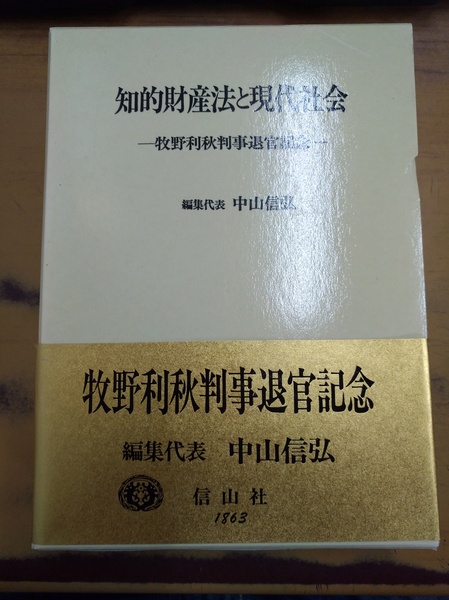 知的財産法と現代社会
―牧野利秋判事退官記念―
編集代表 中山信弘
牧野利秋判事退官記念
編集代表 中山信弘
信山社
1863